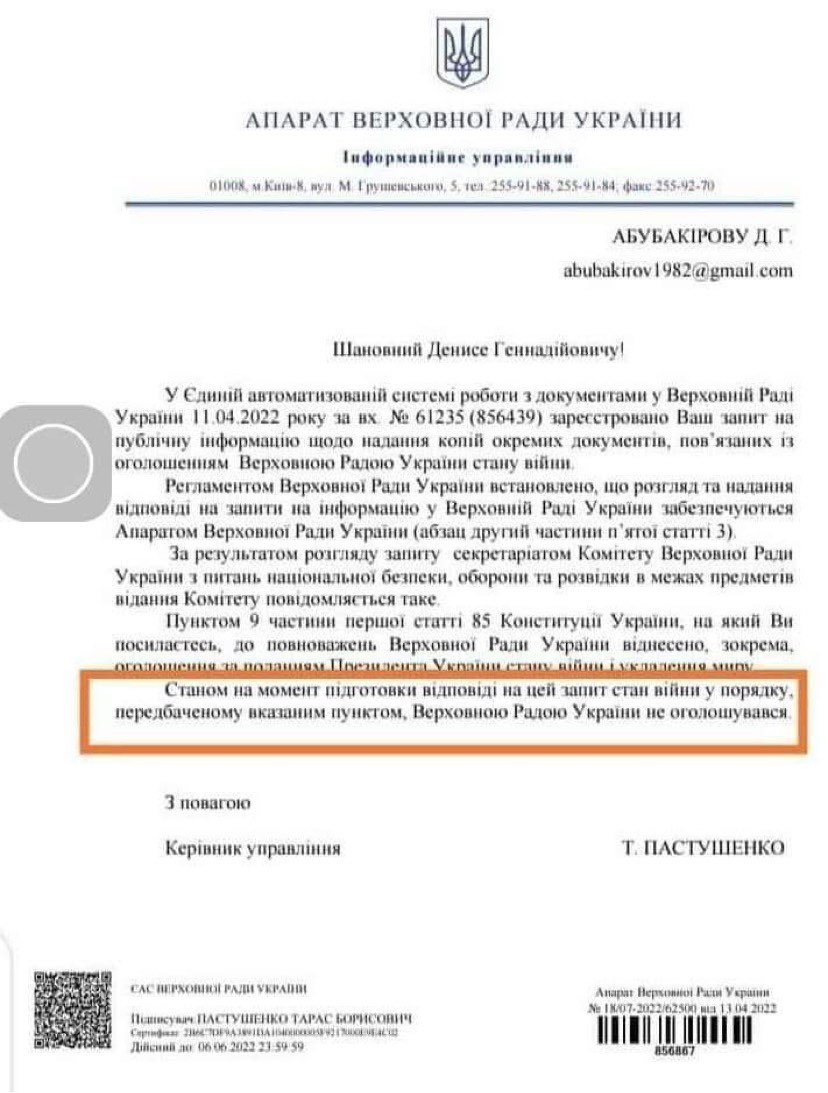 АПАРАТ ВЕРХОВНОЇ РАДИ УКРАЇНИ
Інформаційне управління
01008, м.Київ-8, вул. М. Грушевського, 5, тел. 255-91-88, 255-91-84; факс 255-92-70
АБУБАКІРОВУ Д. Г.
abubakirov1982@gmail.com
Шановний Денисе Геннадійовичу!
У Єдиній автоматизованій системі роботи з документами у Верховній Раді
України 11.04.2022 року за вх. № 61235 (856439) зареєстровано Ваш запит на
публічну інформацію щодо надання копій окремих документів, пов’язаних із
оголошенням Верховною Радою України стану війни.
Регламентом Верховної Ради України встановлено, що розгляд та надання
відповіді на запити на інформацію у Верховній Раді України забезпечуються
Апаратом Верховної Ради України (абзац другий частини п’ятої статті 3).
За результатом розгляду запиту секретаріатом Комітету Верховної Ради
України з питань національної безпеки, оборони та розвідки в межах предметів
відання Комітету повідомляється таке.
Пунктом 9 частини першої статті 85 Конституції України, на який Ви
посилаєтесь, до повноважень Верховної Ради України віднесено, зокрема,
оголошення за поданням Президента України стану війни і укладення миру.
Станом на момент підготовки відповіді на цей запит стан війни у порядку,
передбаченому вказаним пунктом, Верховною Радою України не оголошувався.
З повагою
Керівник управління Т. ПАСТУШЕНКО
ЄАС ВЕРХОВНОЇ РАДИ УКРАЇНИ
Підписувач ПАСТУШЕНКО ТАРАС БОРИСОВИЧ
Сертифікат
Дійсний до: 06.06.2022 23:59:59
Апарат Верховної Ради України
№ 18/07-2022/62500 від 13.04.2022
856867